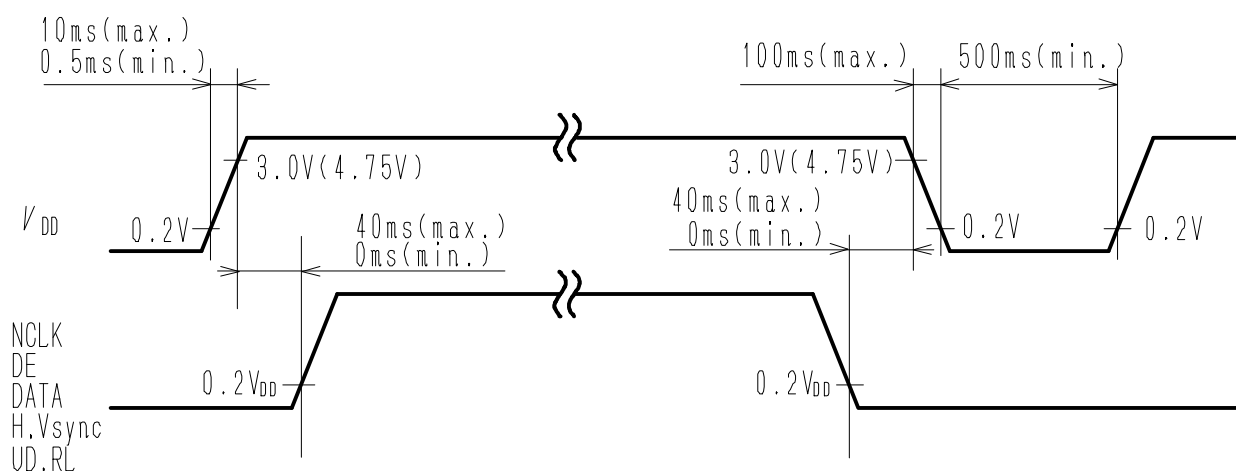 10ms(max.)
0.5ms(min.)
100ms(max.)
500ms(min.)
3.0V(4.75V)
3.0V(4.75V)
VDD
0.2V
40ms(max.)
0ms(min.)
40ms(max.)
0ms(min.)
0.2V
0.2V
NCLK
DE
DATA
H,Vsync
UD,RL
0.2VDD
0.2VDD